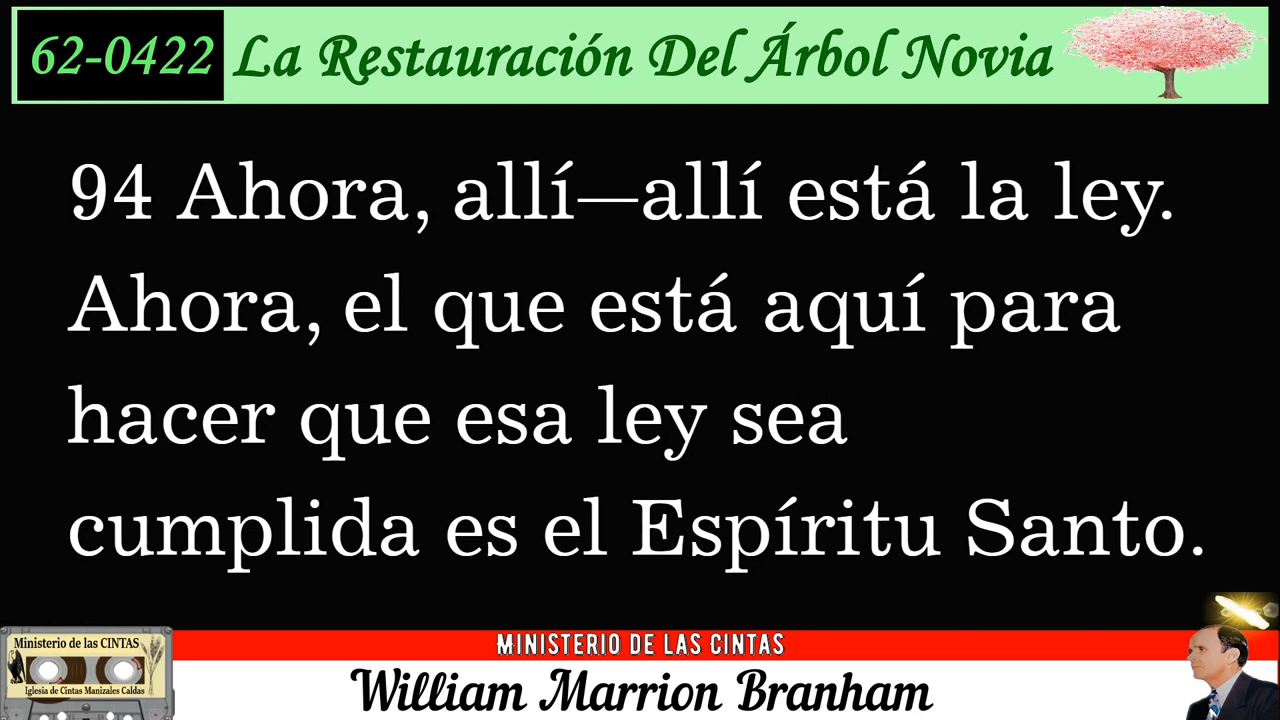 62-0422 La Restauración Del Árbol Novia
94 Ahora, allí—allí está la ley.
Ahora, el que está aquí para
hacer que esa ley sea
cumplida es el Espíritu Santo.
Ministerio de las CINTAS
Iglesia de Cintas Manizales Caldas
MINISTERIO DE LAS CINTAS
William Marrion Branham